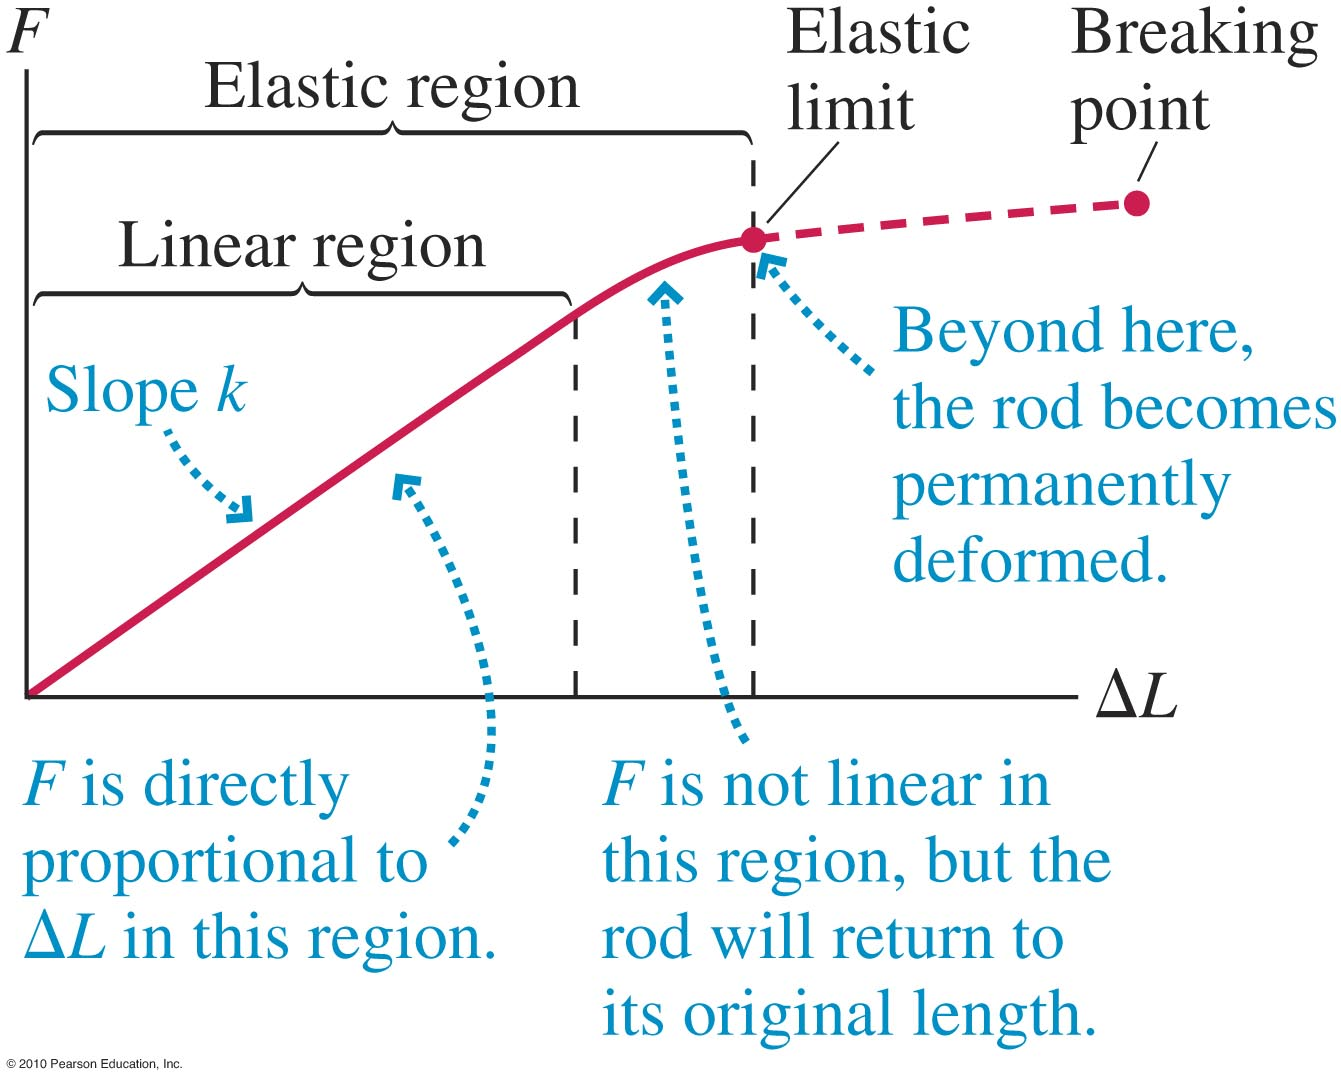 F
Elastic region
Elastic
limit
Breaking
point
Linear region
Slope k
Beyond here,
the rod becomes
permanently
deformed.
ΔL
F is directly
proportional to
ΔL in this region.
F is not linear in
this region, but the
rod will return to
its original length.
© 2010 Pearson Education, Inc.